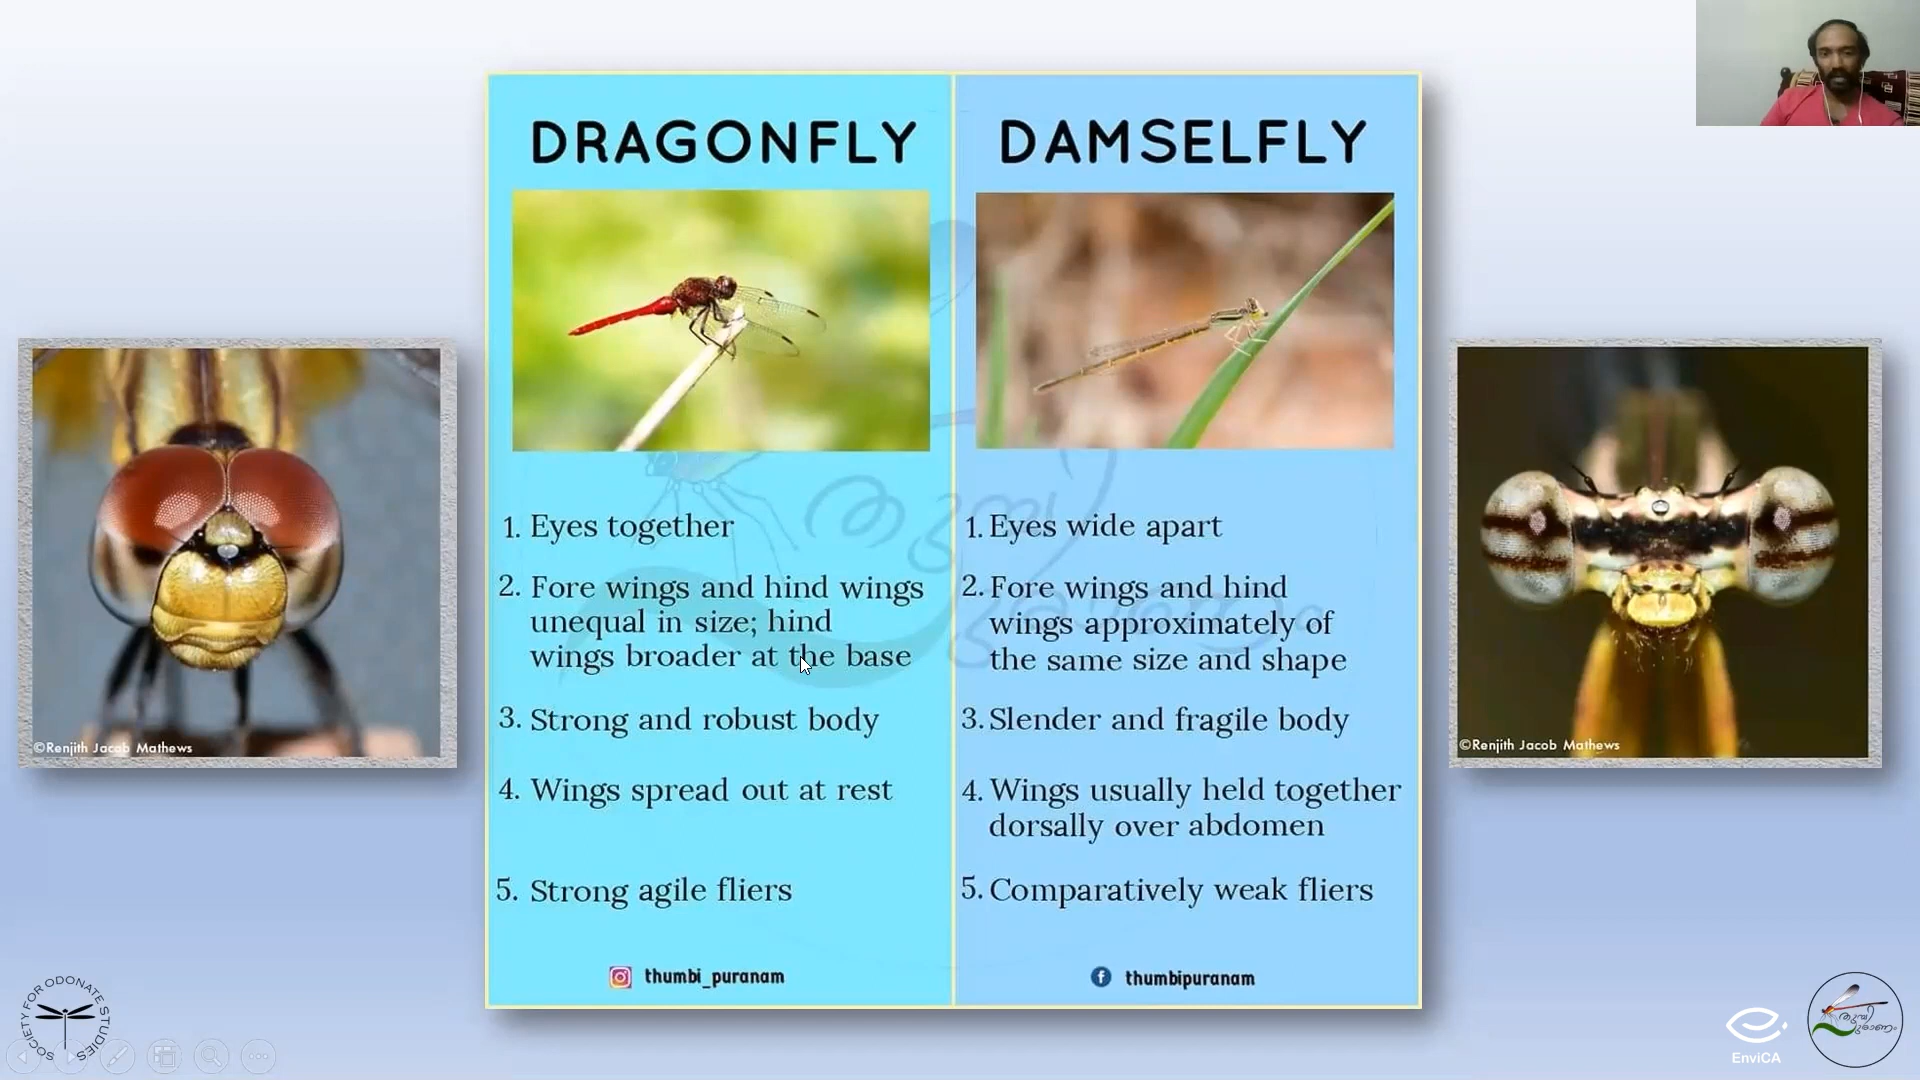 DRAGONFLY
1. Eyes together
2. Fore wings and hind wings
unequal in size; hind
wings broader at the base
3. Strong and robust body
4. Wings spread out at rest
5. Strong agile fliers
thumbi_puranam
DAMSELFLY
1. Eyes wide apart
2. Fore wings and hind
wings approximately of
the same size and shape
3. Slender and fragile body
4. Wings usually held together
dorsally over abdomen
5. Comparatively weak fliers
thumbipuranam
©Renjith Jacob Mathews
©Renjith Jacob Mathews
SOCIETY FOR ODONATE STUDIES
EnviCA